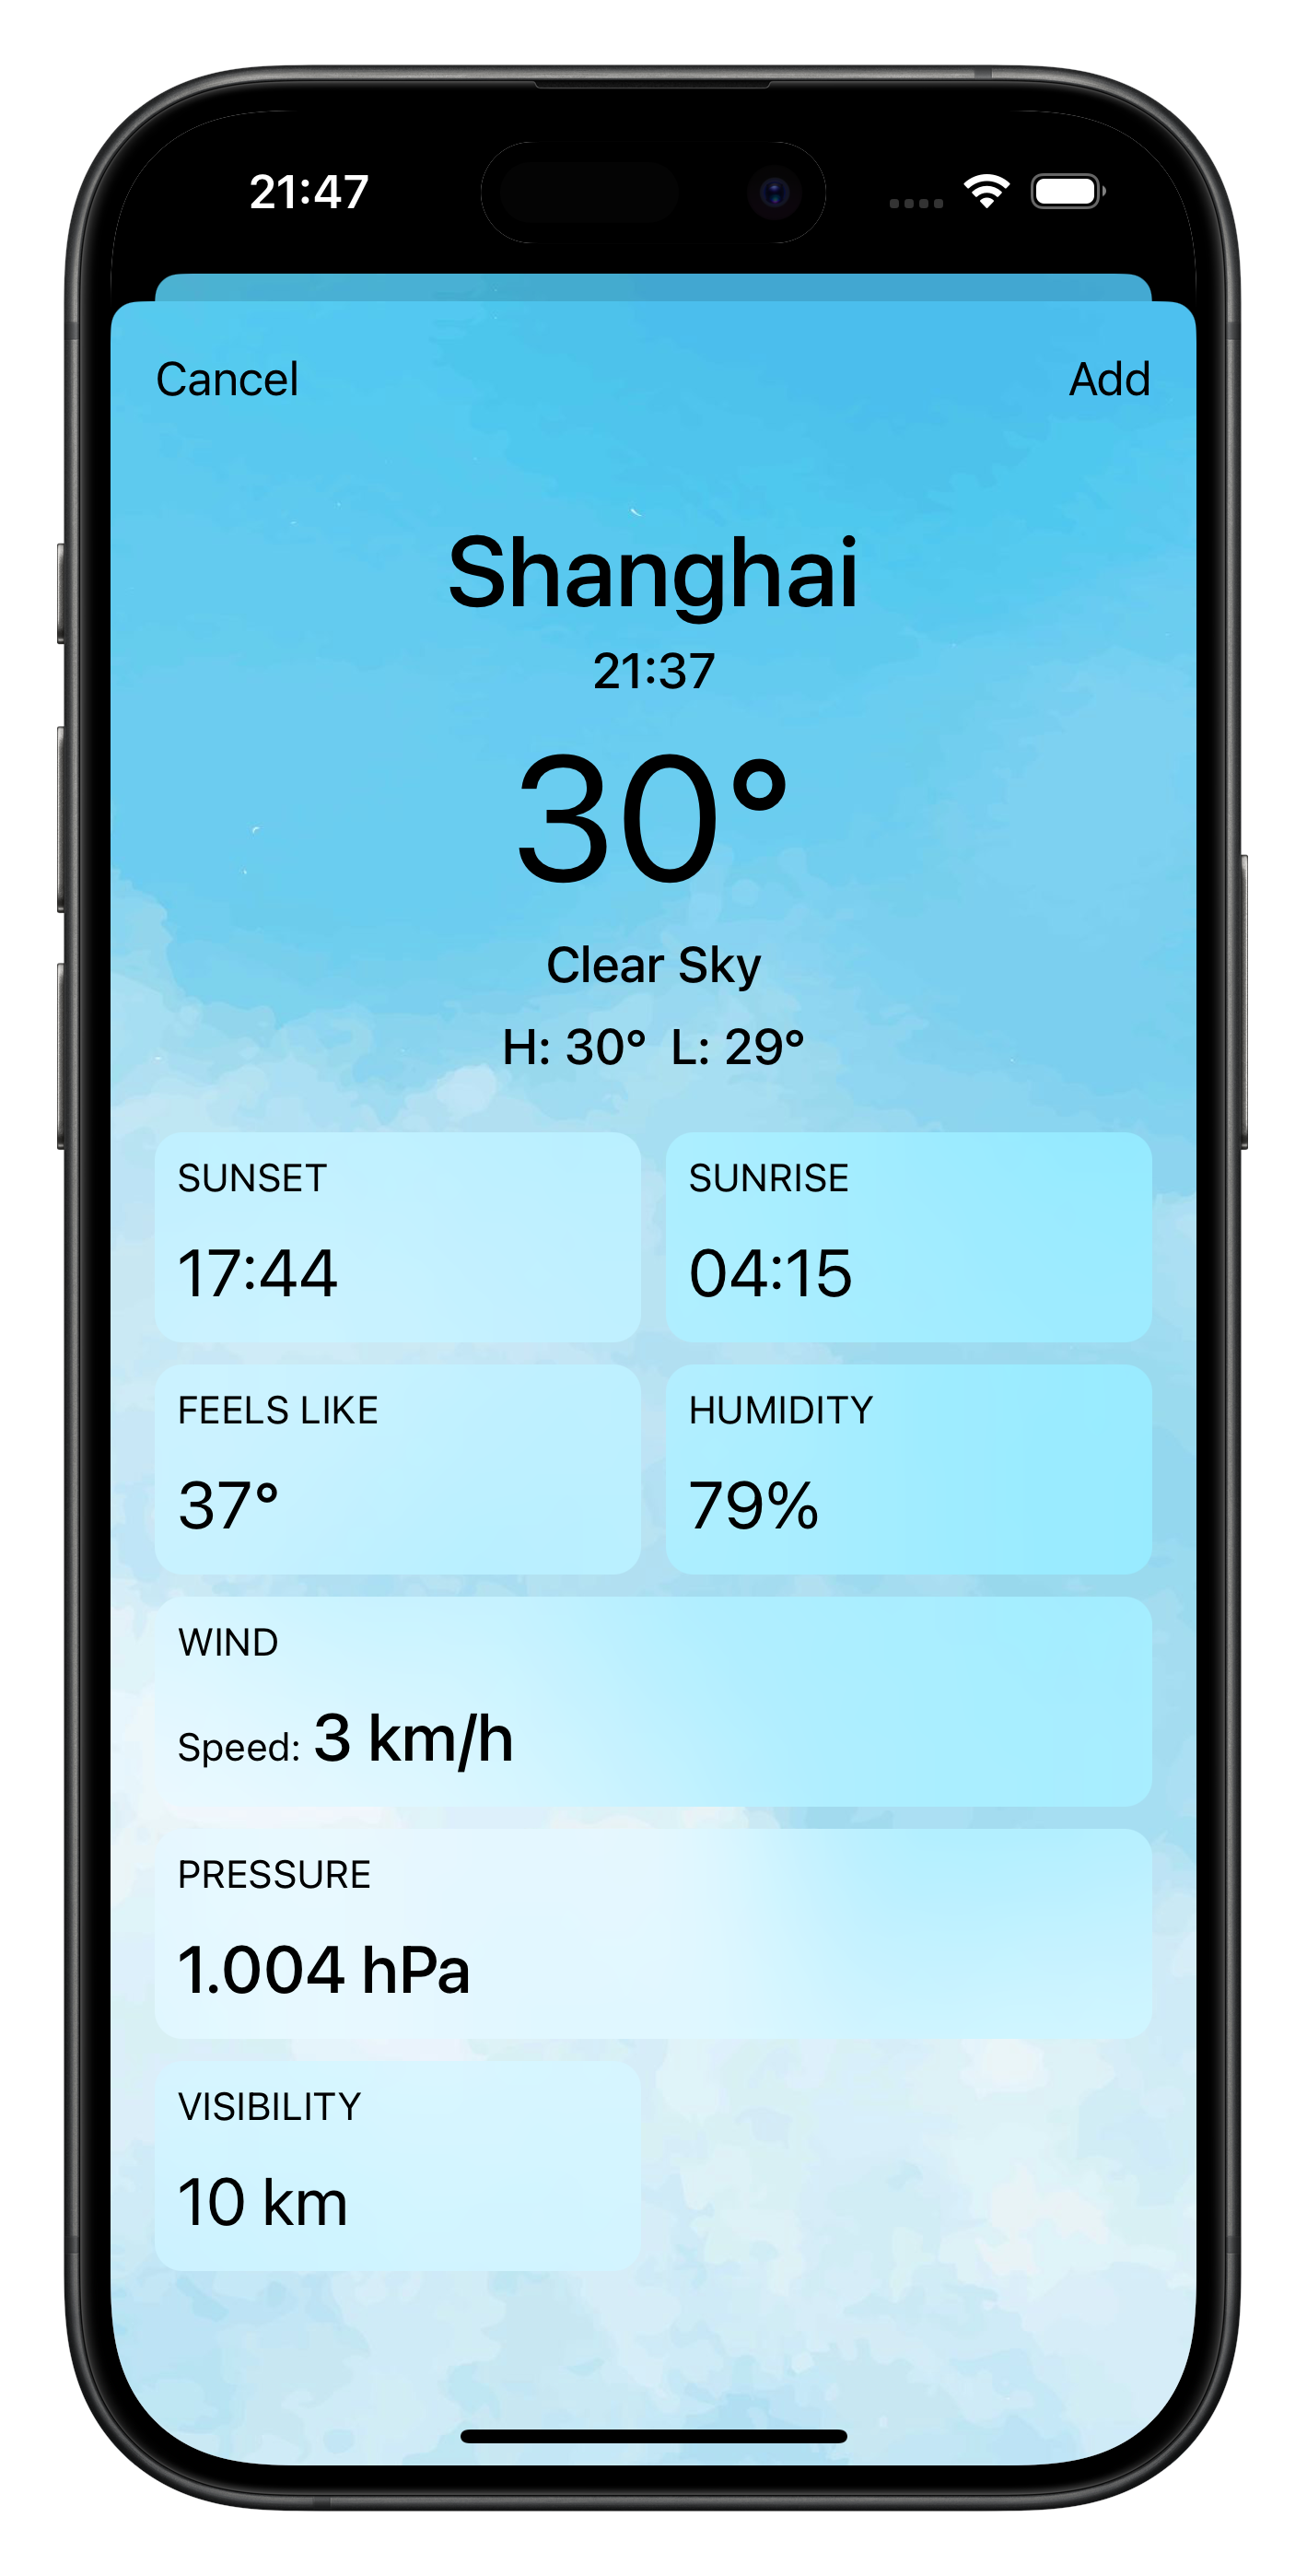 21:47
Cancel
Add
Shanghai
21:37
30°
Clear Sky
H: 30° L: 29°
SUNSET
17:44
SUNRISE
04:15
FEELS LIKE
37°
HUMIDITY
79%
WIND
Speed: 3 km/h
PRESSURE
1.004 hPa
VISIBILITY
10 km